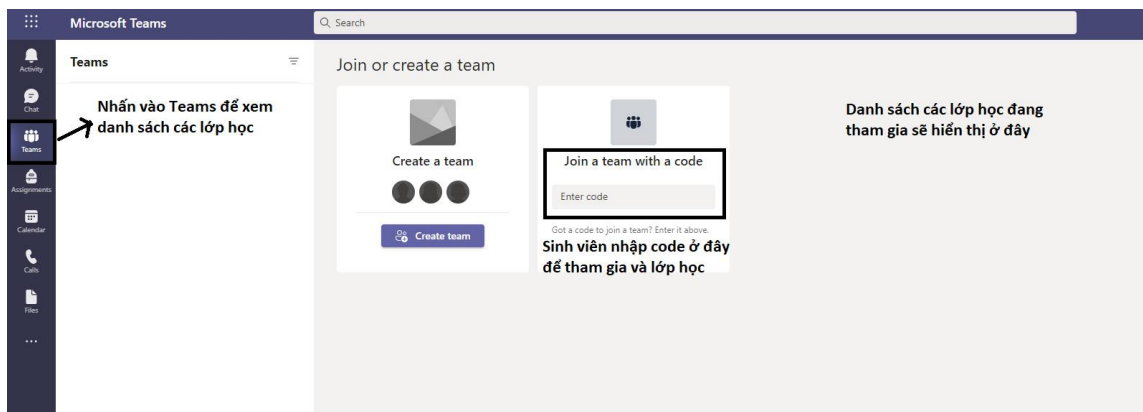 Microsoft Teams
Search
Activity
Chat
Teams
Assignments
Calendar
Calls
Files
Teams
Nhấn vào Teams để xem
danh sách các lớp học
Join or create a team
Create a team
Create team
Join a team with a code
Enter code
Got a code to join a team? Enter it above.
Sinh viên nhập code ở đây
để tham gia và lớp học
Danh sách các lớp học đang
tham gia sẽ hiển thị ở đây